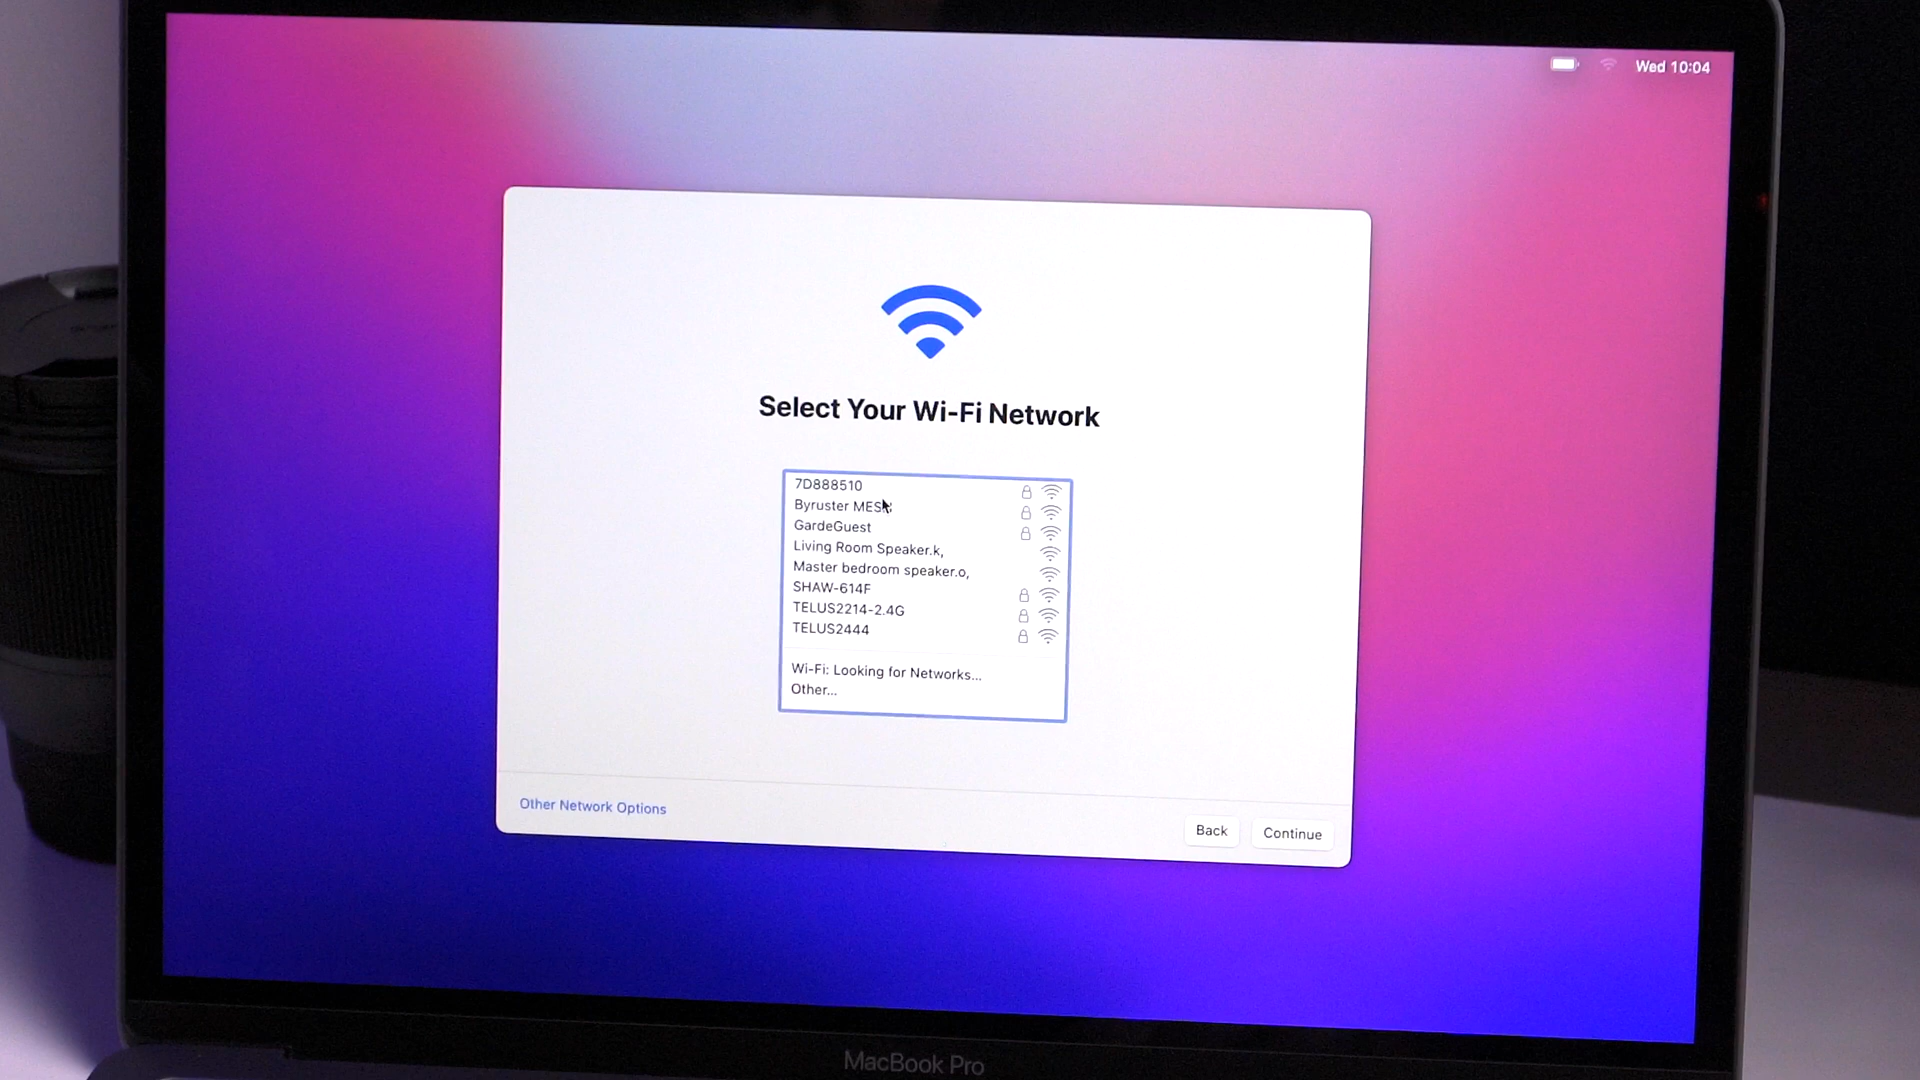 Wed 10:04
Select Your Wi-Fi Network
7D888510
Byruster MESH
GardeGuest
Living Room Speaker.k,
Master bedroom speaker.o,
SHAW-614F
TELUS2214-2.4G
TELUS2444
Wi-Fi: Looking for Networks...
Other...
Other Network Options
Back
Continue
MacBook Pro